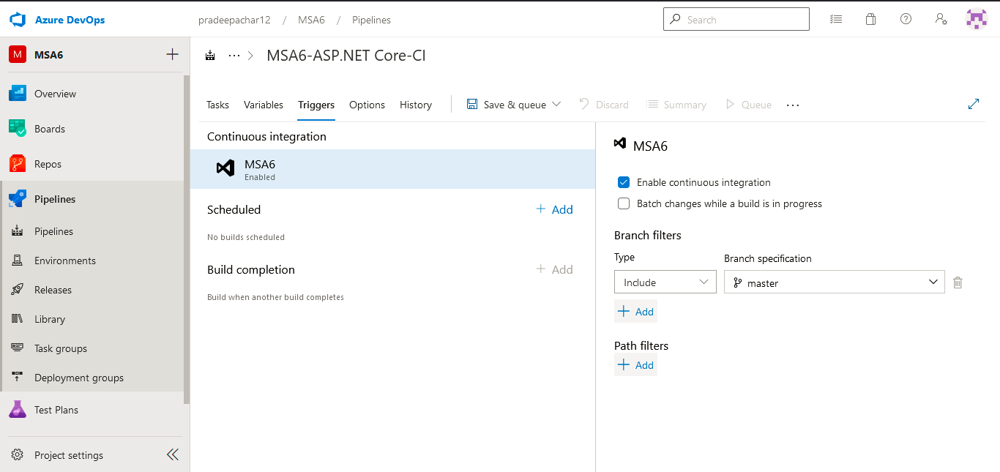 Azure DevOps
pradeepachar12 / MSA6 / Pipelines
Search
M MSA6
Overview
Boards
Repos
Pipelines
Pipelines
Environments
Releases
Library
Task groups
Deployment groups
Test Plans
Project settings
MSA6-ASP.NET Core-CI
Tasks Variables Triggers Options History Save & queue Discard Summary Queue
Continuous integration
MSA6
Enabled
Scheduled + Add
No builds scheduled
Build completion + Add
Build when another build completes
MSA6
Enable continuous integration
Batch changes while a build is in progress
Branch filters
Type Branch specification
Include master
+ Add
Path filters
+ Add